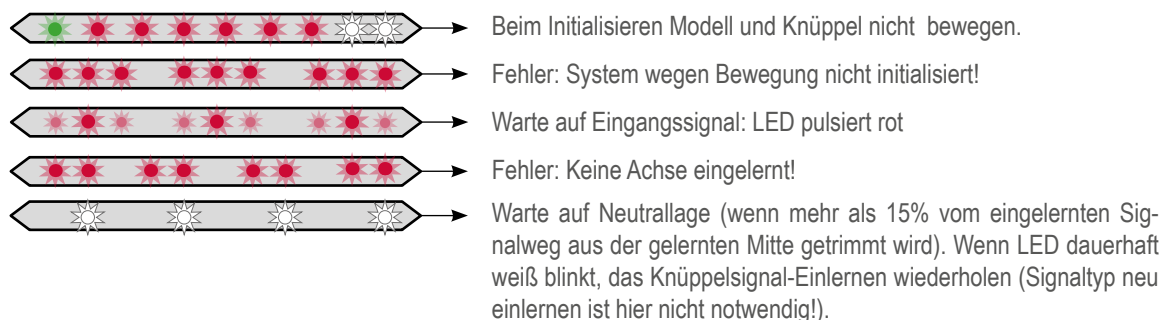 Beim Initialisieren Modell und Knüppel nicht bewegen.
Fehler: System wegen Bewegung nicht initialisiert!
Warte auf Eingangssignal: LED pulsiert rot
Fehler: Keine Achse eingelernt!
Warte auf Neutrallage (wenn mehr als 15% vom eingelernten Sig-
nalweg aus der gelernten Mitte getrimmt wird). Wenn LED dauerhaft
weiß blinkt, das Knüppelsignal-Einlernen wiederholen (Signaltyp neu
einlernen ist hier nicht notwendig!).